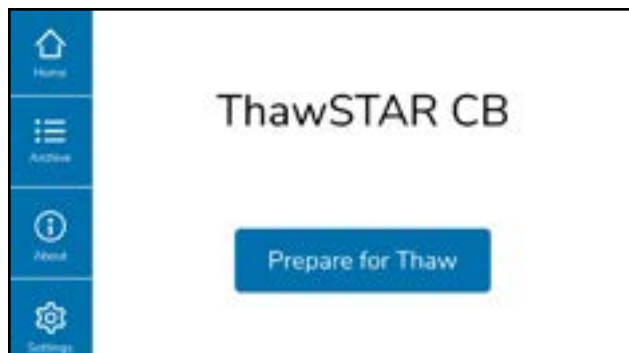 Home
ThawSTAR CB
Archive
About
Prepare for Thaw
Settings